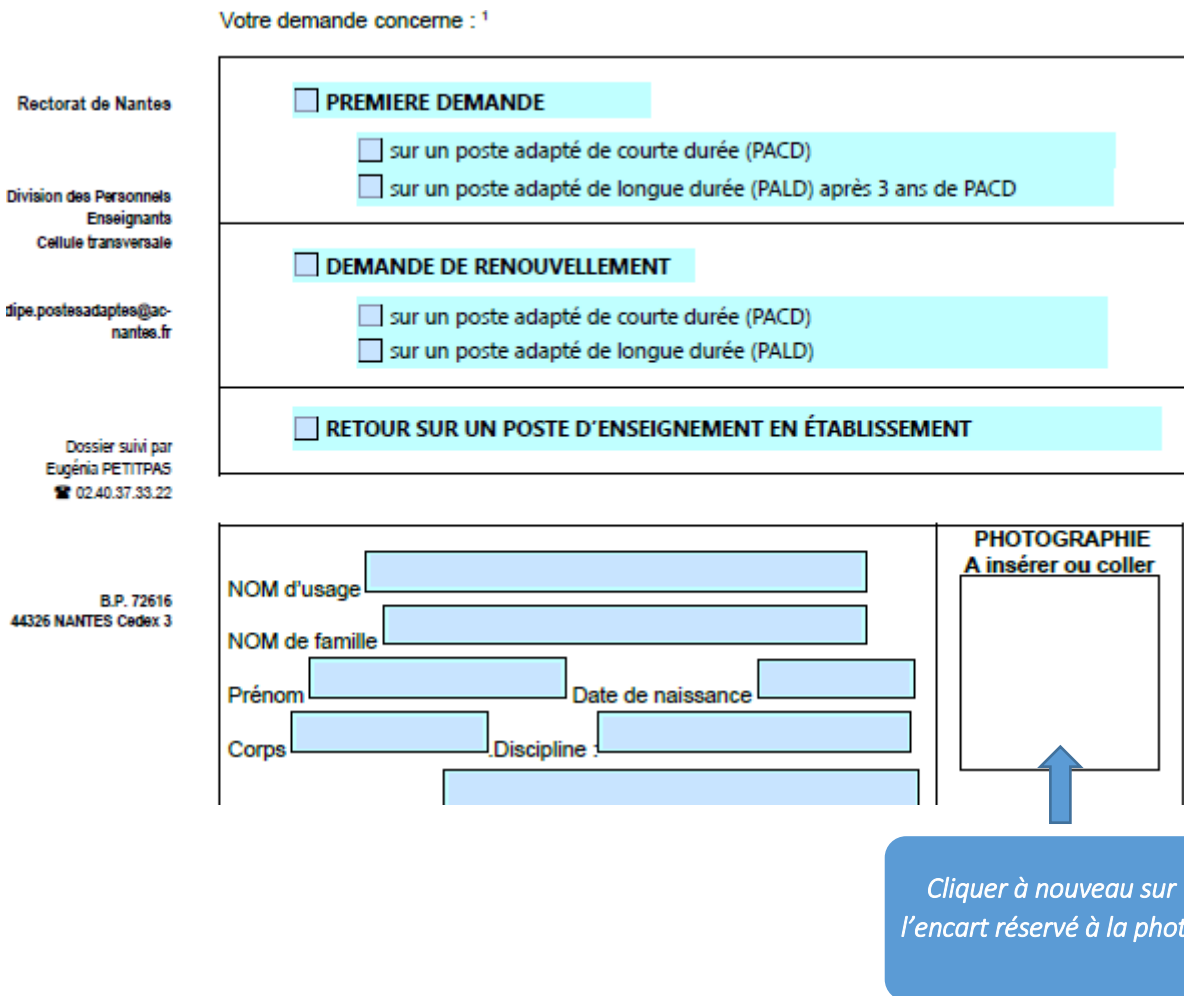 Votre demande concerne : ¹
Rectorat de Nantes
Division des Personnels
Enseignants
Cellule transversale
dipe.postesadaptes@ac-
nantes.fr
Dossier suivi par
Eugénia PETITPAS
☎ 02.40.37.33.22
B.P. 72616
44326 NANTES Cedex 3
PREMIERE DEMANDE
sur un poste adapté de courte durée (PACD)
sur un poste adapté de longue durée (PALD) après 3 ans de PACD
DEMANDE DE RENOUVELLEMENT
sur un poste adapté de courte durée (PACD)
sur un poste adapté de longue durée (PALD)
RETOUR SUR UN POSTE D’ENSEIGNEMENT EN ÉTABLISSEMENT
NOM d'usage
NOM de famille
Prénom Date de naissance
Corps .Discipline :
PHOTOGRAPHIE
A insérer ou coller
Cliquer à nouveau sur
l’encart réservé à la